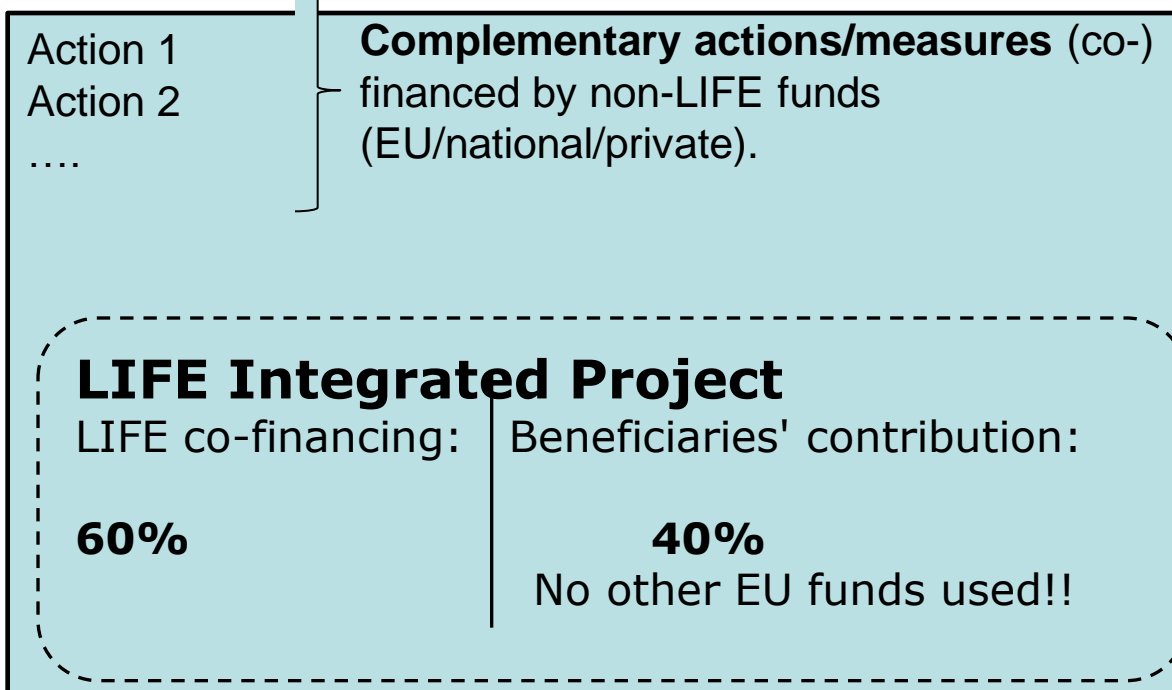 Action 1
Action 2
....
Complementary actions/measures (co-)
financed by non-LIFE funds
(EU/national/private).
LIFE Integrated Project
LIFE co-financing:
60%
Beneficiaries' contribution:
40%
No other EU funds used!!